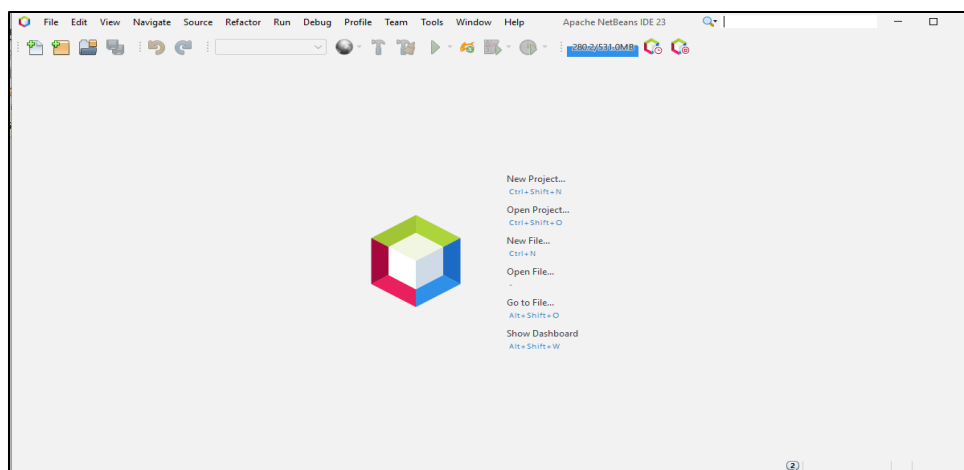 File Edit View Navigate Source Refactor Run Debug Profile Team Tools Window Help Apache NetBeans IDE 23
280.2/531.0MB
New Project...
Ctrl+Shift+N
Open Project...
Ctrl+Shift+O
New File...
Ctrl+N
Open File...
-
Go to File...
Alt+Shift+O
Show Dashboard
Alt+Shift+W
2